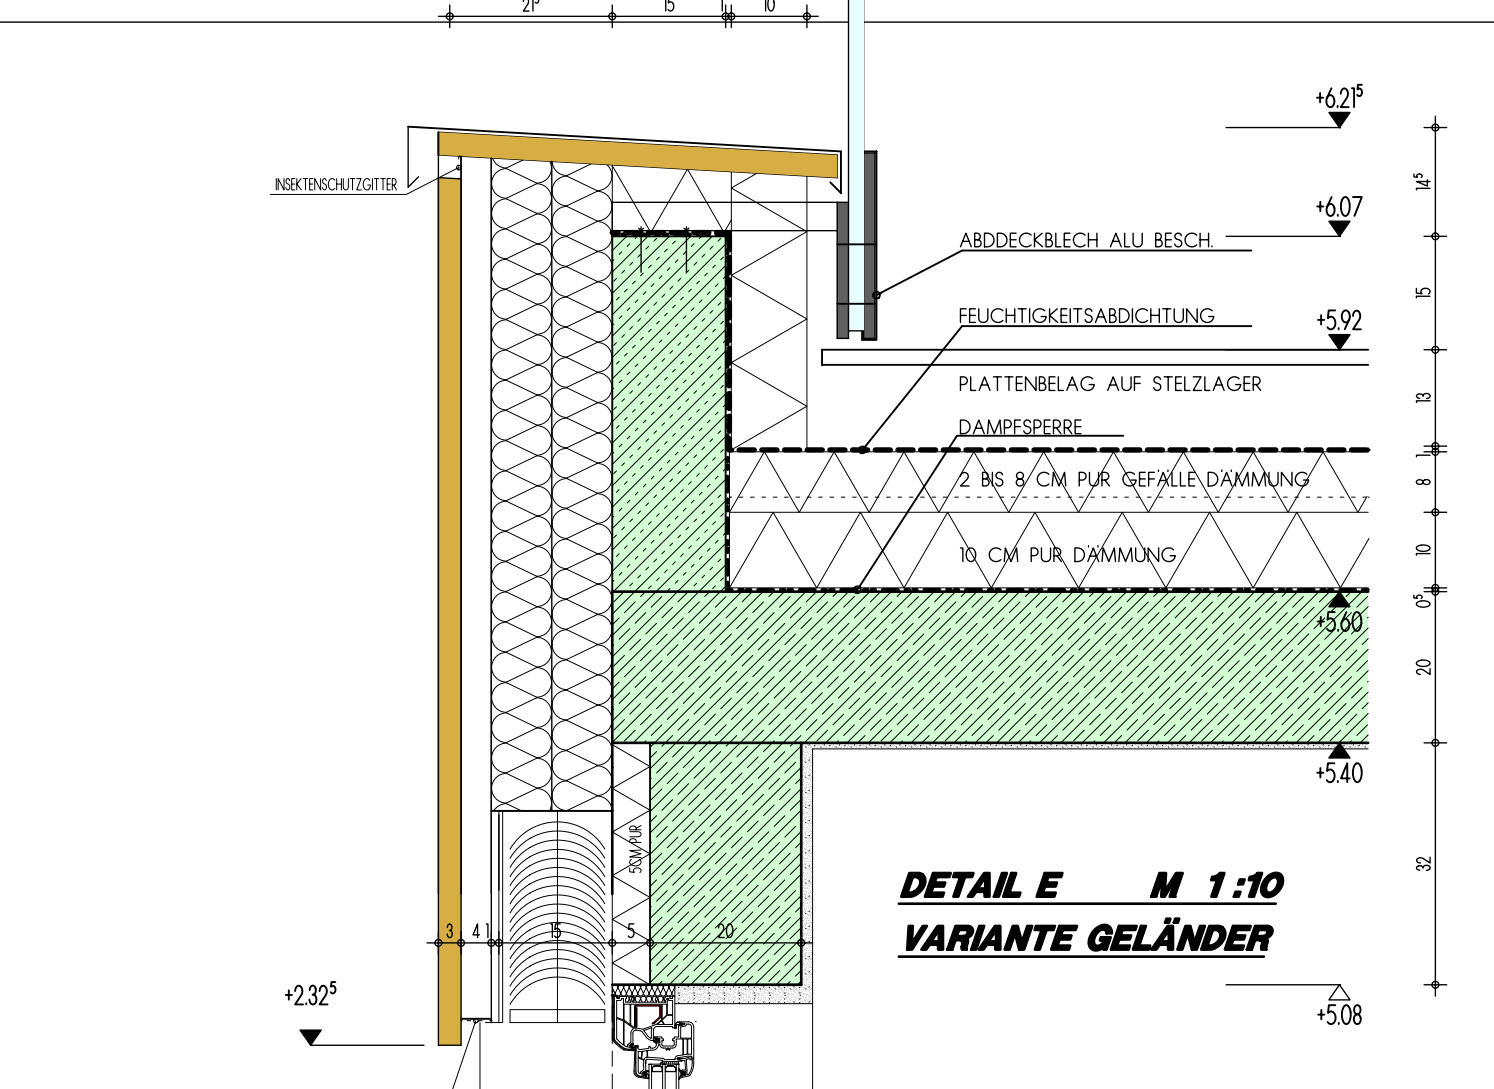 21⁵ 15 1 10
+6.21⁵
INSEKTENSCHUTZGITTER
14⁵
+6.07
ABDDECKBLECH ALU BESCH.
15
FEUCHTIGKEITSABDICHTUNG
+5.92
PLATTENBELAG AUF STELZLAGER
13
DAMPFSPERRE
1
2 BIS 8 CM PUR GEFÄLLE DÄMMUNG
8
10 CM PUR DÄMMUNG
10
0⁵
+5.60
20
+5.40
5CM PUR
32
DETAIL E M 1:10
VARIANTE GELÄNDER
3 4 1 15 5 20
+2.32⁵
+5.08